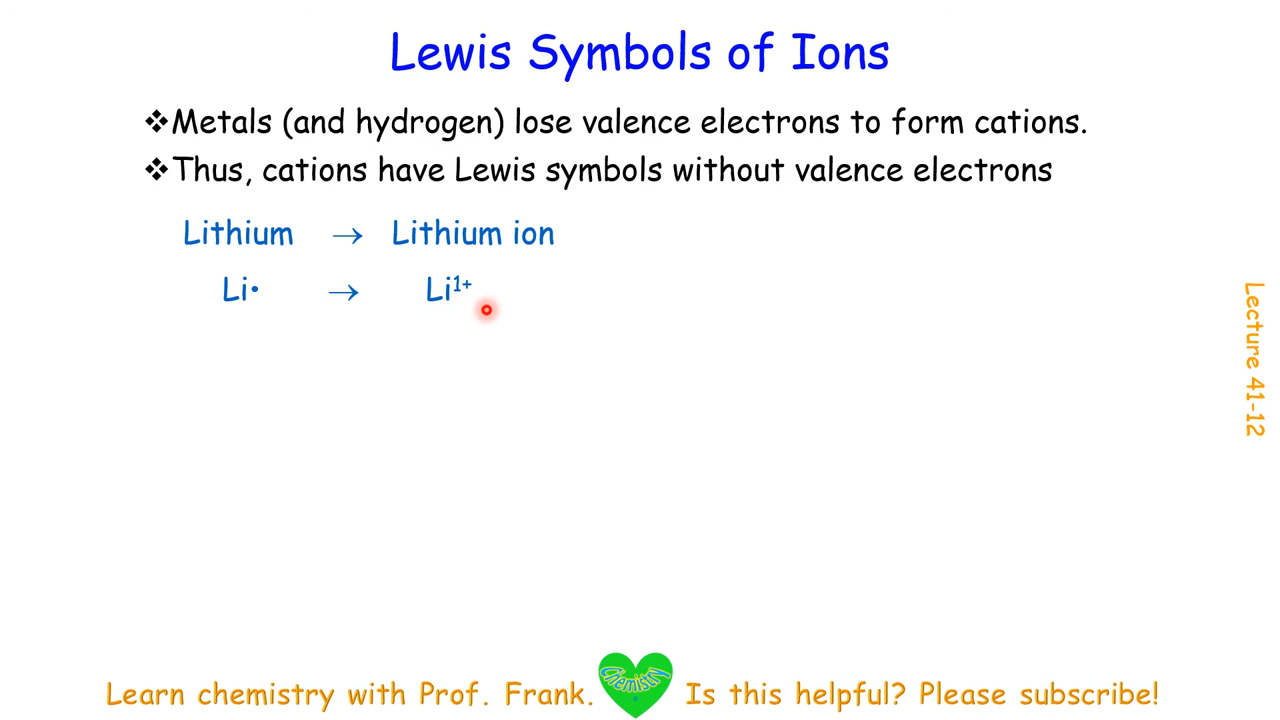 Lewis Symbols of Ions
❖Metals (and hydrogen) lose valence electrons to form cations.
❖Thus, cations have Lewis symbols without valence electrons
Lithium → Lithium ion
Li• → Li¹⁺
Lecture 41-12
Learn chemistry with Prof. Frank. Chemistry Is this helpful? Please subscribe!